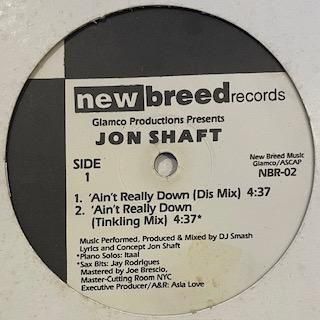 new breed records
Glamco Productions Presents
JON SHAFT
SIDE
1
New Breed Music
Glamco/ASCAP
NBR-02
1. 'Ain't Really Down (Dis Mix) 4:37
2. 'Ain't Really Down
(Tinkling Mix) 4:37*
Music Performed, Produced & Mixed by DJ Smash
Lyrics and Concept Jon Shaft
*Piano Solos: Itaal
*Sax Bits: Jay Rodrigues
Mastered by Joe Brescio,
Master-Cutting Room NYC
Executive Producer/A&R: Asia Love